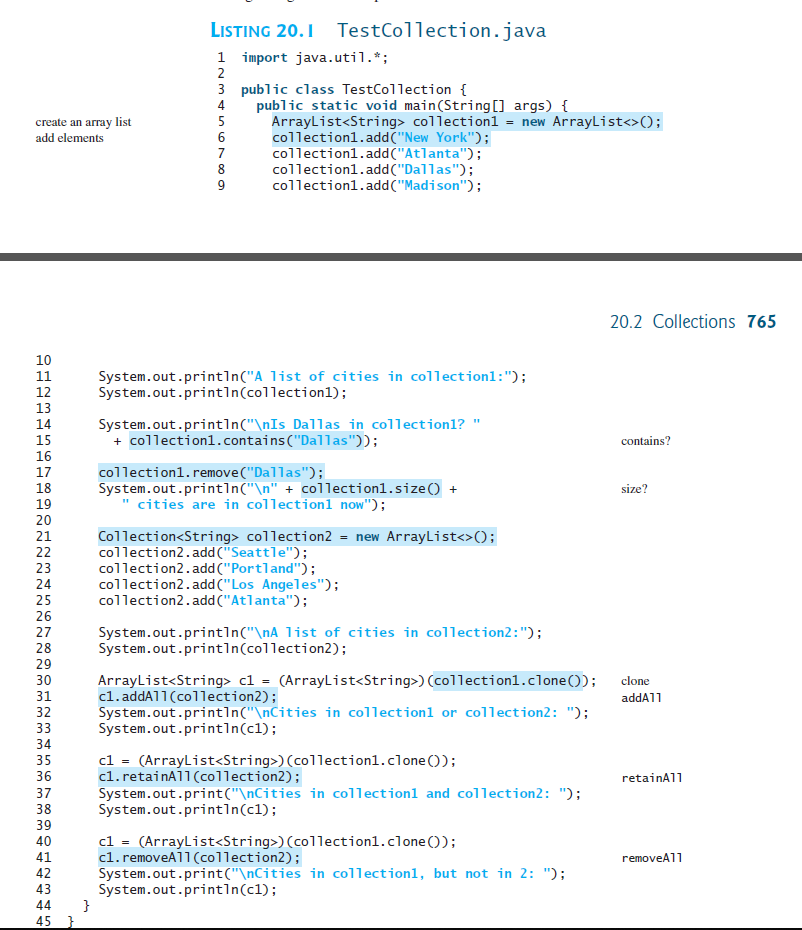 LISTING 20.1 TestCollection.java
1 import java.util.*;
2
3 public class TestCollection {
4 public static void main(String[] args) {
create an array list 5 ArrayList<String> collection1 = new ArrayList<>();
add elements 6 collection1.add("New York");
7 collection1.add("Atlanta");
8 collection1.add("Dallas");
9 collection1.add("Madison");
20.2 Collections 765
10
11 System.out.println("A list of cities in collection1:");
12 System.out.println(collection1);
13
14 System.out.println("\nIs Dallas in collection1? "
15 + collection1.contains("Dallas")); contains?
16
17 collection1.remove("Dallas");
18 System.out.println("\n" + collection1.size() + size?
19 " cities are in collection1 now");
20
21 Collection<String> collection2 = new ArrayList<>();
22 collection2.add("Seattle");
23 collection2.add("Portland");
24 collection2.add("Los Angeles");
25 collection2.add("Atlanta");
26
27 System.out.println("\nA list of cities in collection2:");
28 System.out.println(collection2);
29
30 ArrayList<String> c1 = (ArrayList<String>)(collection1.clone()); clone
31 c1.addAll(collection2); addAll
32 System.out.println("\nCities in collection1 or collection2: ");
33 System.out.println(c1);
34
35 c1 = (ArrayList<String>)(collection1.clone());
36 c1.retainAll(collection2); retainAll
37 System.out.print("\nCities in collection1 and collection2: ");
38 System.out.println(c1);
39
40 c1 = (ArrayList<String>)(collection1.clone());
41 c1.removeAll(collection2); removeAll
42 System.out.print("\nCities in collection1, but not in 2: ");
43 System.out.println(c1);
44 }
45 }